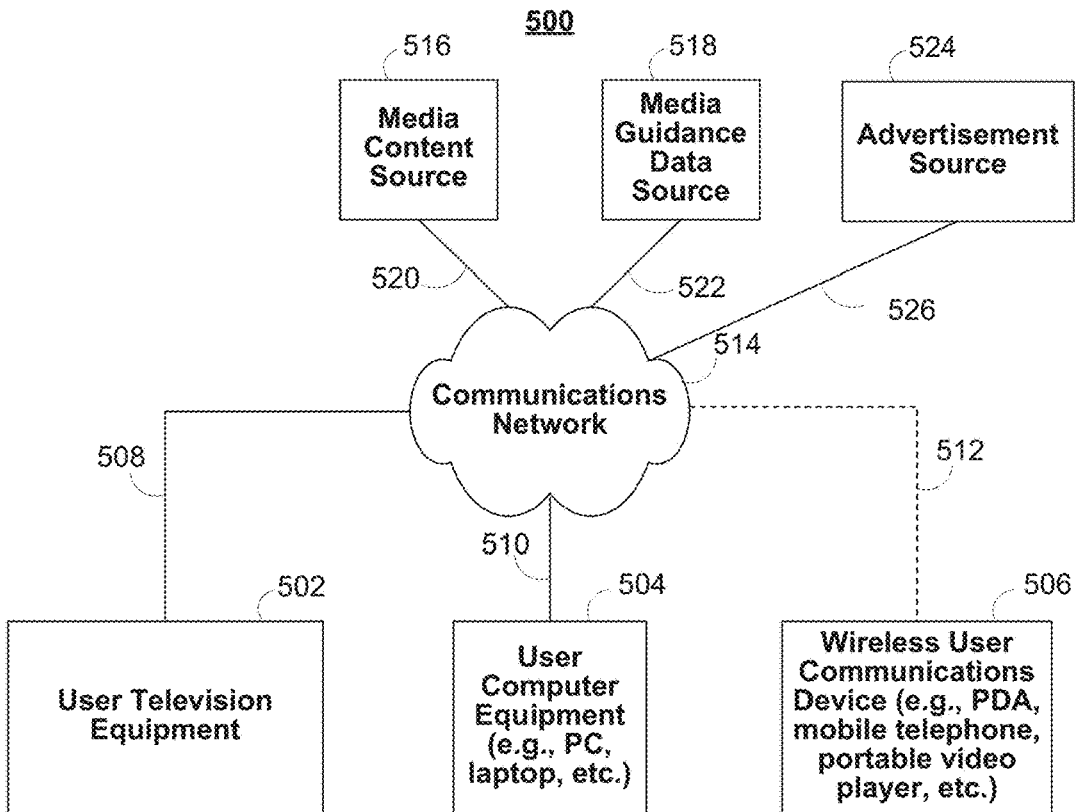 500
516
518
524
Media
Content
Source
Media
Guidance
Data
Source
Advertisement
Source
520
522
526
514
Communications
Network
508
512
510
502
504
506
User Television
Equipment
User
Computer
Equipment
(e.g., PC,
laptop, etc.)
Wireless User
Communications
Device (e.g., PDA,
mobile telephone,
portable video
player, etc.)